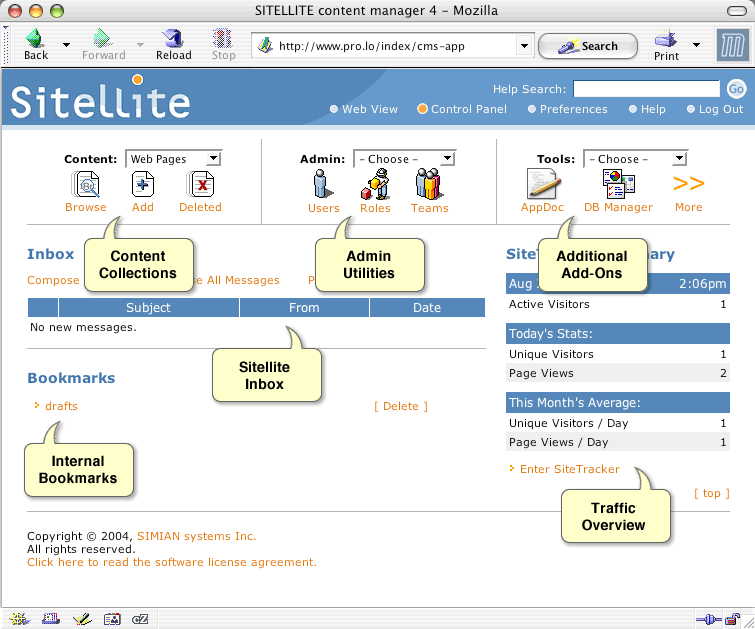 SITELLITE content manager 4 - Mozilla
Back
Forward
Reload
Stop
http://www.pro.lo/index/cms-app
Search
Print
m
Sitellite
Help Search:
Go
Web View
Control Panel
Preferences
Help
Log Out
Content: Web Pages
Browse
Add
Deleted
Admin: - Choose -
Users
Roles
Teams
Tools: - Choose -
AppDoc
DB Manager
>>
More
Content
Collections
Admin
Utilities
Additional
Add-Ons
Inbox
Compose
All Messages
Subject
From
Date
No new messages.
Sitellite
Inbox
Bookmarks
drafts
[ Delete ]
Internal
Bookmarks
Aug
2:06pm
Active Visitors 1
Today's Stats:
Unique Visitors 1
Page Views 2
This Month's Average:
Unique Visitors / Day 1
Page Views / Day 1
Enter SiteTracker
[ top ]
Traffic
Overview
Copyright © 2004, SIMIAN systems Inc.
All rights reserved.
Click here to read the software license agreement.
cZ